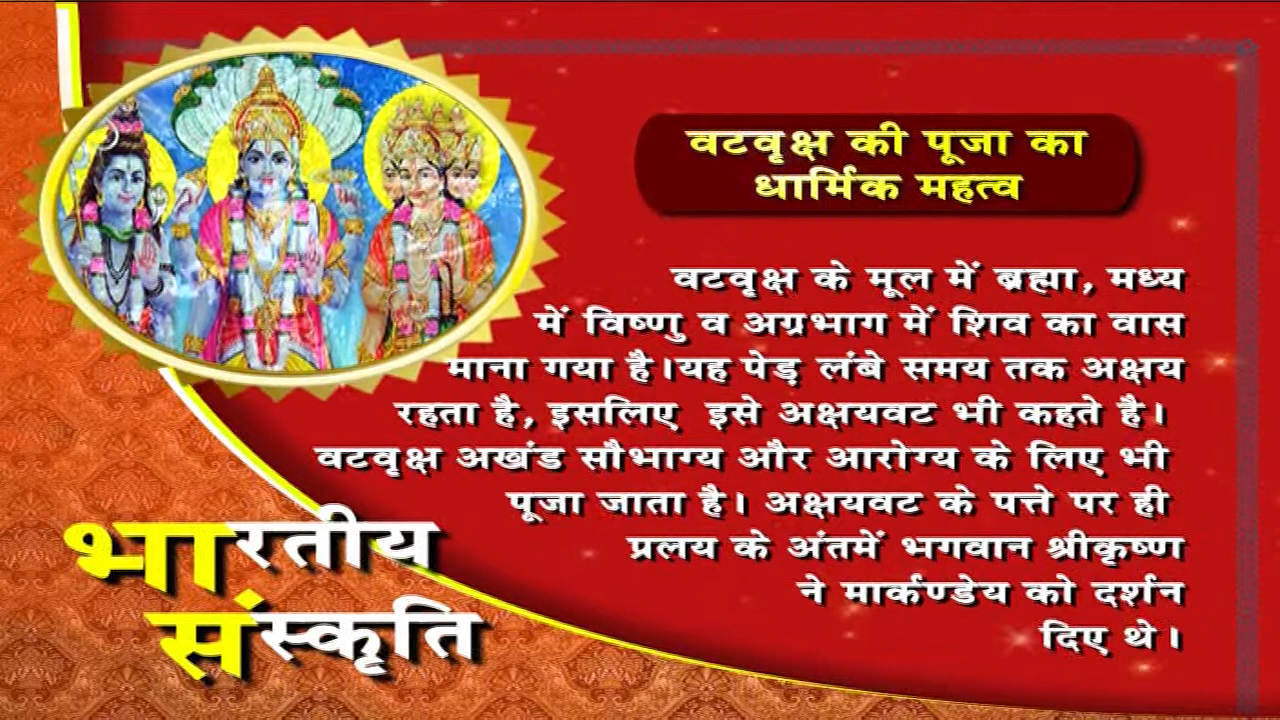 वटवृक्ष की पूजा का
धार्मिक महत्व
वटवृक्ष के मूल में ब्रह्मा, मध्य
में विष्णु व अग्रभाग में शिव का वास
माना गया है।यह पेड़ लंबे समय तक अक्षय
रहता है, इसलिए इसे अक्षयवट भी कहते है।
वटवृक्ष अखंड सौभाग्य और आरोग्य के लिए भी
पूजा जाता है। अक्षयवट के पत्ते पर ही
प्रलय के अंतमें भगवान श्रीकृष्ण
ने मार्कण्डेय को दर्शन
दिए थे।
भारतीय
संस्कृति